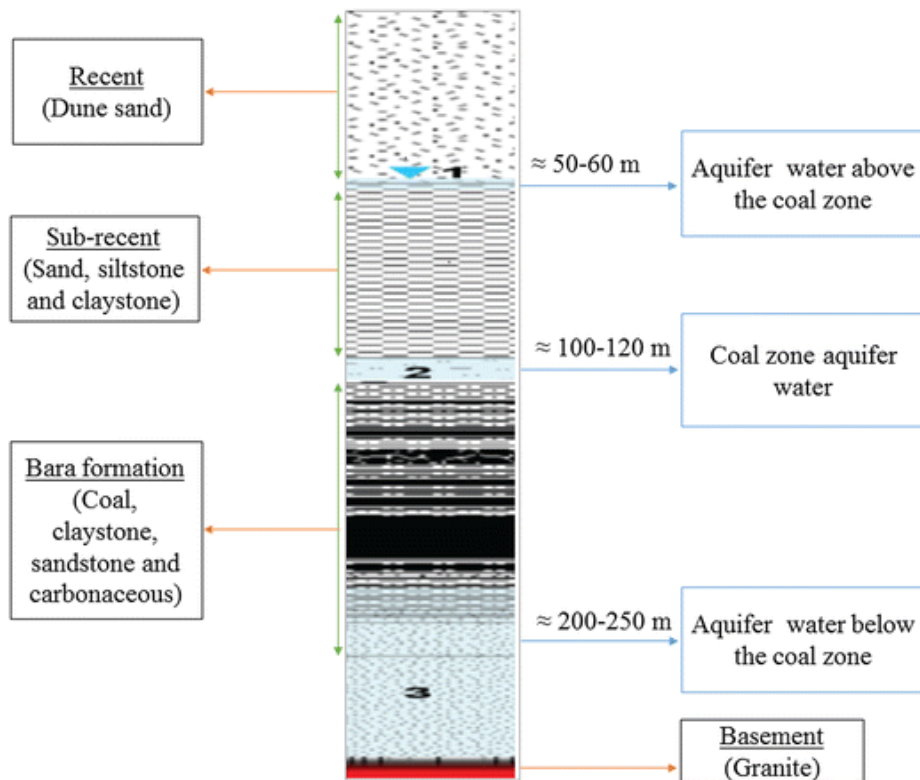 Recent
(Dune sand)
1
≈ 50-60 m
Aquifer water above
the coal zone
Sub-recent
(Sand, siltstone
and claystone)
≈ 100-120 m
2
Coal zone aquifer
water
Bara formation
(Coal,
claystone,
sandstone and
carbonaceous)
≈ 200-250 m
Aquifer water below
the coal zone
3
Basement
(Granite)